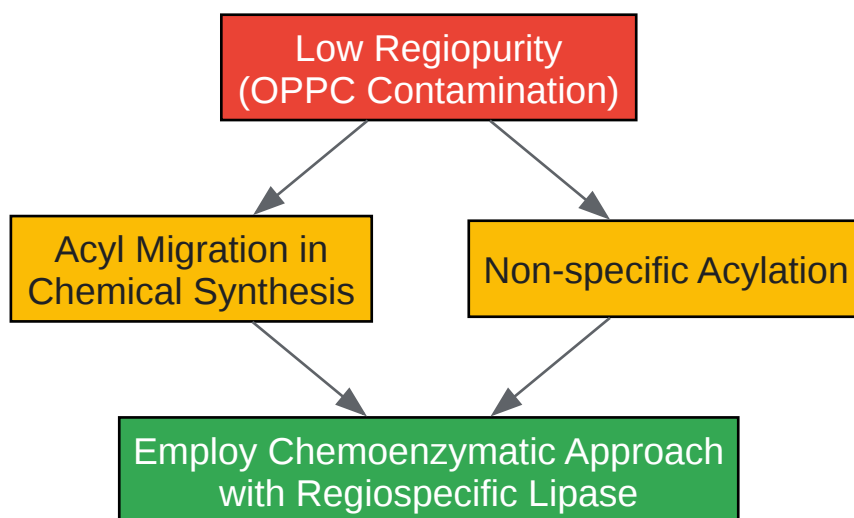 Low Regiopurity
(OPPC Contamination)
Acyl Migration in
Chemical Synthesis
Non-specific Acylation
Employ Chemoenzymatic Approach
with Regiospecific Lipase